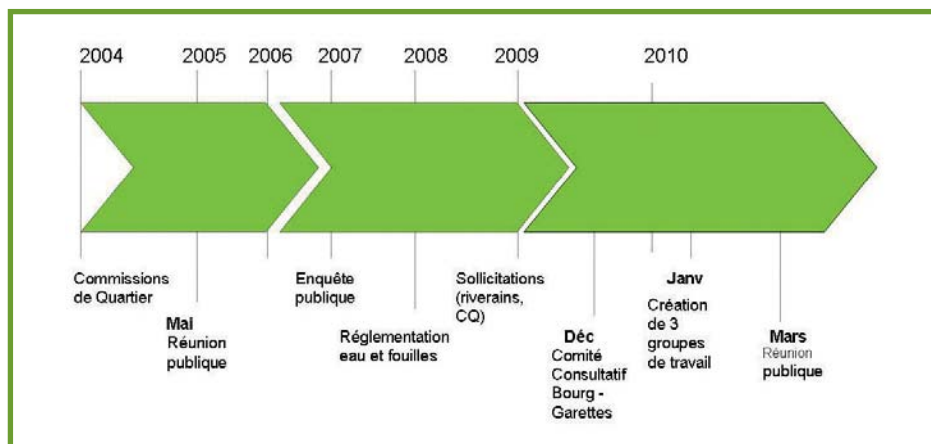 2004 2005 2006 2007 2008 2009 2010
Commissions
de Quartier
Mai
Réunion
publique
Enquête
publique
Réglementation
eau et fouilles
Sollicitations
(riverains,
CQ)
Déc
Comité
Consultatif
Bourg -
Garettes
Janv
Création
de 3
groupes
de travail
Mars
Réunion
publique